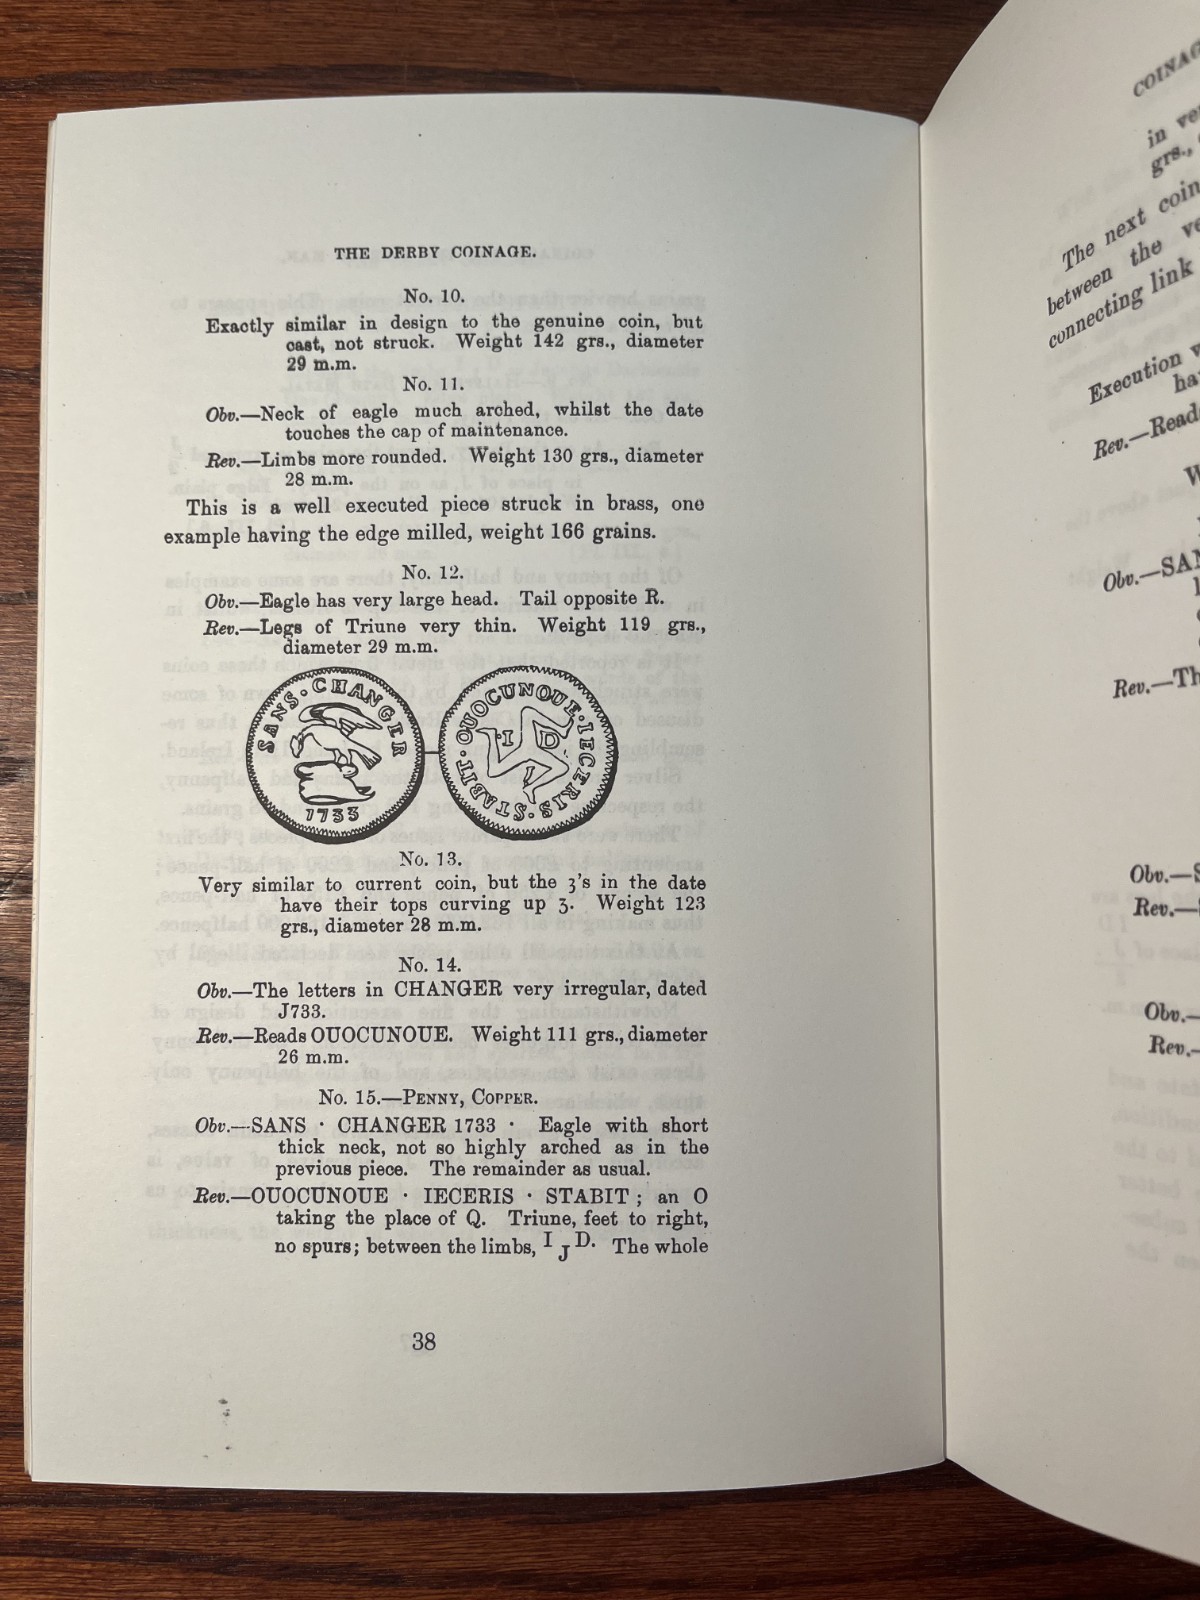 THE DERBY COINAGE.
No. 10.
Exactly similar in design to the genuine coin, but
cast, not struck. Weight 142 grs., diameter
29 m.m.
No. 11.
Obv.—Neck of eagle much arched, whilst the date
touches the cap of maintenance.
Rev.—Limbs more rounded. Weight 130 grs., diameter
28 m.m.
This is a well executed piece struck in brass, one
example having the edge milled, weight 166 grains.
No. 12.
Obv.—Eagle has very large head. Tail opposite R.
Rev.—Legs of Triune very thin. Weight 119 grs.,
diameter 29 m.m.
SANS · CHANGER
1733
OUOCUNOUE · IECERIS · STABIT ·
I D
J
No. 13.
Very similar to current coin, but the 3's in the date
have their tops curving up 3. Weight 123
grs., diameter 28 m.m.
No. 14.
Obv.—The letters in CHANGER very irregular, dated
J733.
Rev.—Reads OUOCUNOUE. Weight 111 grs., diameter
26 m.m.
No. 15.—PENNY, COPPER.
Obv.—SANS · CHANGER 1733 · Eagle with short
thick neck, not so highly arched as in the
previous piece. The remainder as usual.
Rev.—OUOCUNOUE · IECERIS · STABIT ; an O
taking the place of Q. Triune, feet to right,
no spurs; between the limbs, I J D. The whole
38
in
grs.,
The next coin
between the
connecting link
Execution
Rev.—Read
Obv.—SAN
Rev.—Th
Obv.—S
Rev.—
Obv.—
Rev.—